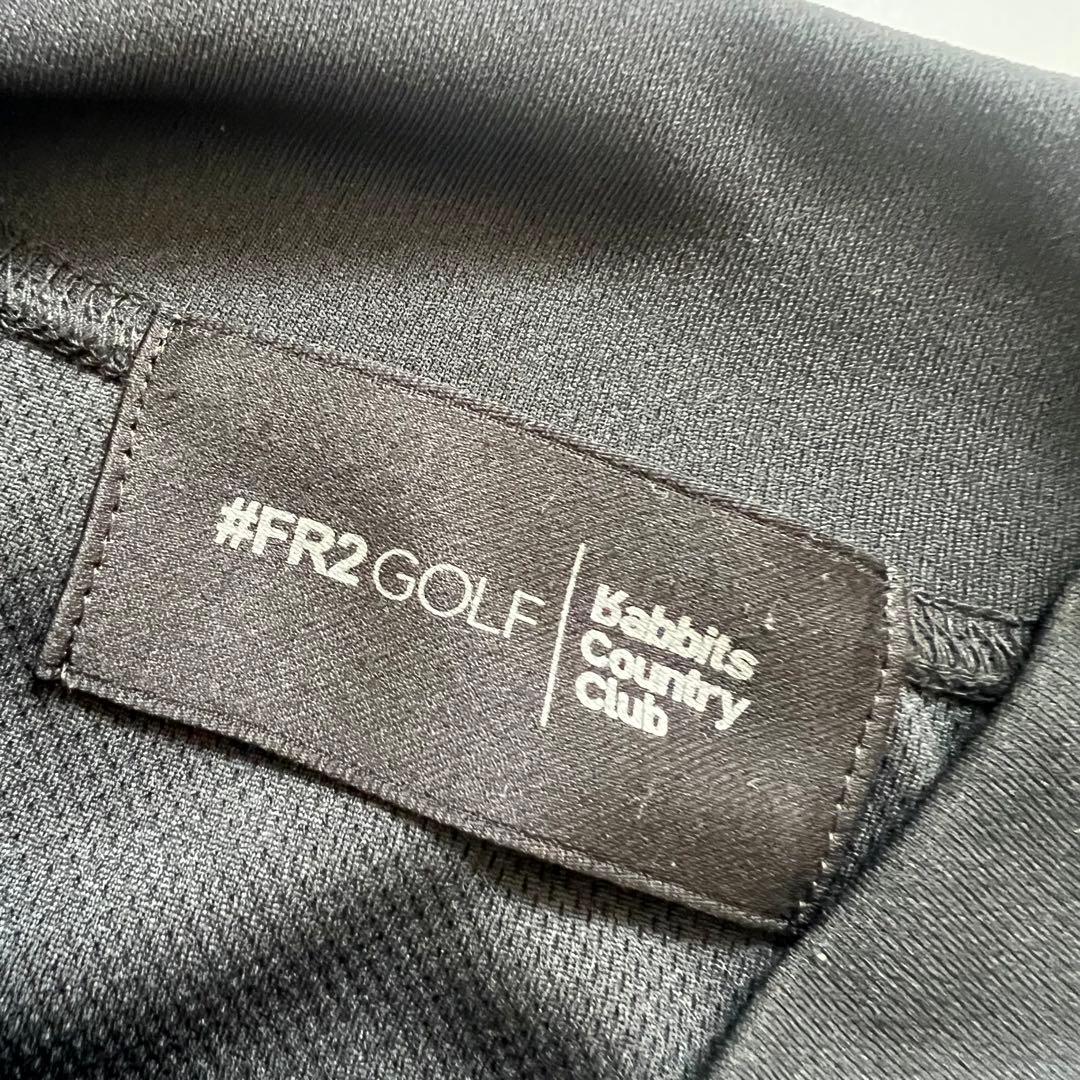 #FR2GOLF
Rabbits
Country
Club